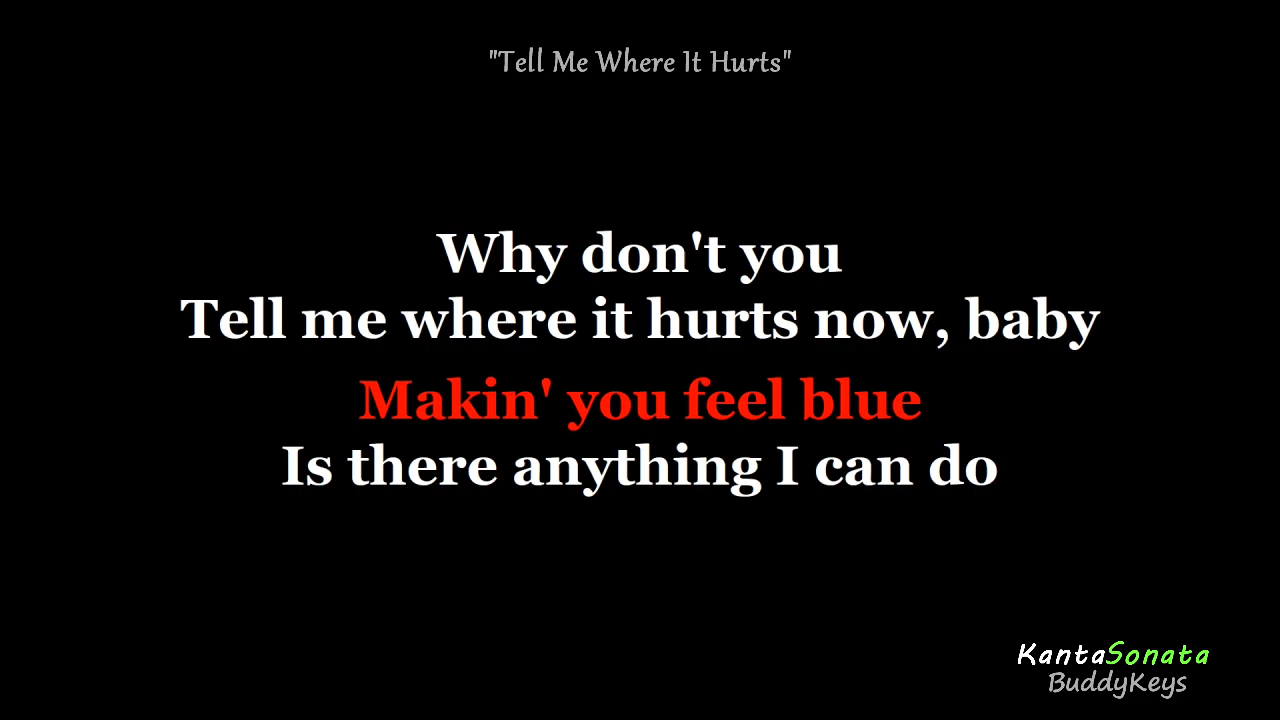 "Tell Me Where It Hurts"
Why don't you
Tell me where it hurts now, baby
Makin' you feel blue
Is there anything I can do
KantaSonata
BuddyKeys